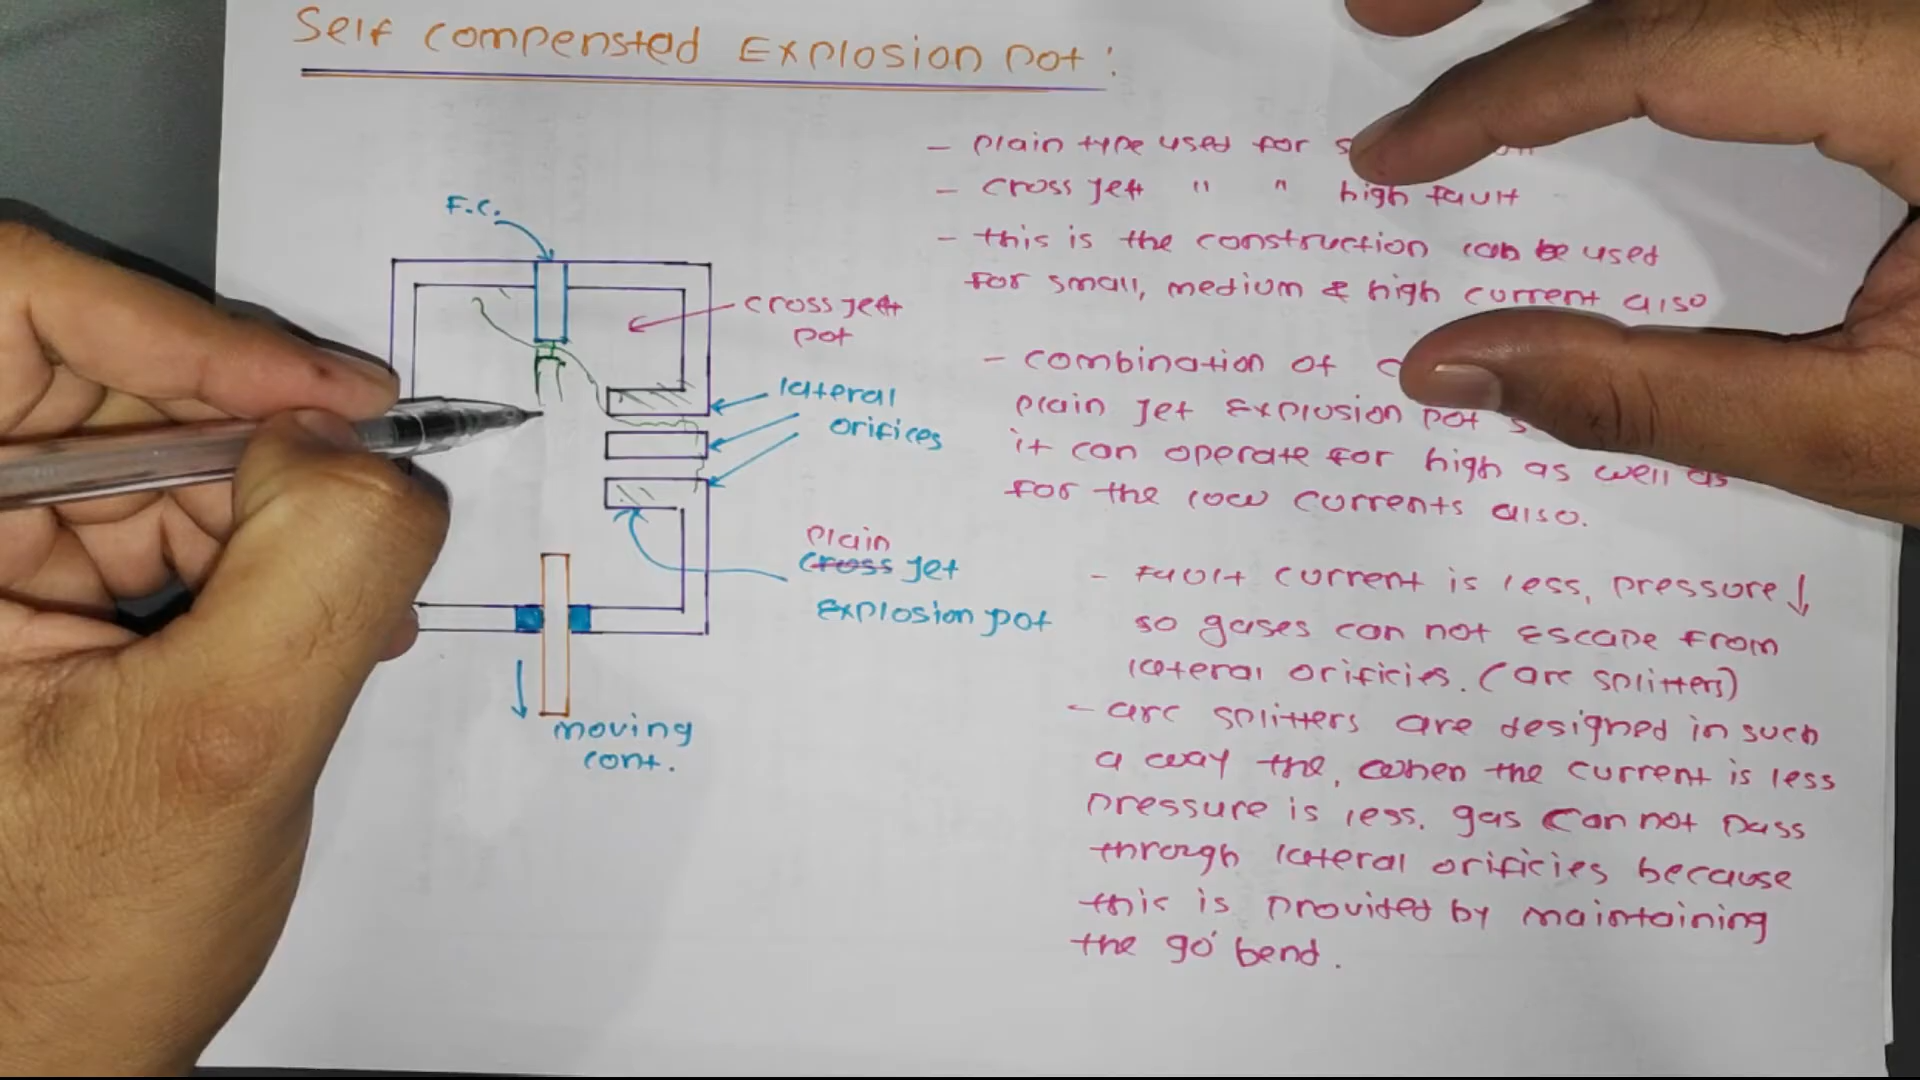 Self compensted Explosion pot:
- plain type used for
- cross jett " " high fault
- this is the construction can be used
for small, medium & high current also
- combination of
plain jet explosion pot
it can operate for high as well as
for the low currents also.
- fault current is less, pressure ↓
so gases can not escape from
lateral orificies. (arc splitters)
- arc splitters are designed in such
a way the, when the current is less
pressure is less. gas can not pass
through lateral orificies because
this is provided by maintaining
the 90° bend.
F.C.
cross jett
pot
lateral
orifices
plain
cross jet
explosion pot
moving
cont.